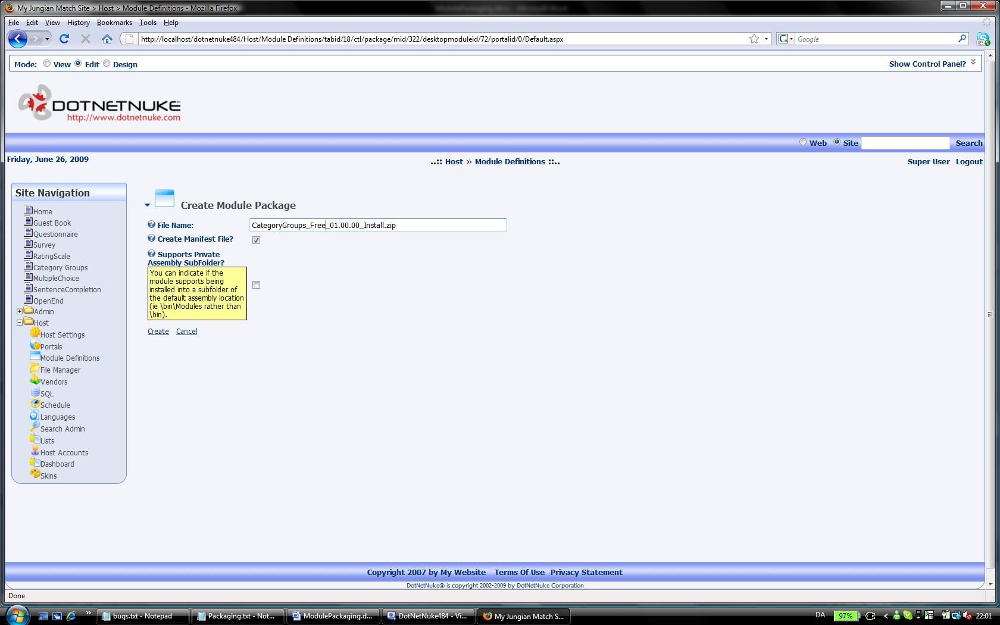 My Jungian Match Site > Host > Module Definitions - Mozilla Firefox
File Edit View History Bookmarks Tools Help
http://localhost/dotnetnuke484/Host/Module Definitions/tabid/18/ctl/package/mid/322/desktopmoduleid/72/portalid/0/Default.aspx
G Google
Mode: View Edit Design
Show Control Panel?
DOTNETNUKE
http://www.dotnetnuke.com
Web Site Search
Friday, June 26, 2009
..:: Host » Module Definitions ::..
Super User Logout
Site Navigation
Home
Guest Book
Questionnaire
Survey
RatingScale
Category Groups
MultipleChoice
SentenceCompletion
OpenEnd
Admin
Host
Host Settings
Portals
Module Definitions
File Manager
Vendors
SQL
Schedule
Languages
Search Admin
Lists
Host Accounts
Dashboard
Skins
Create Module Package
File Name: CategoryGroups_Free_01.00.00_Install.zip
Create Manifest File?
Supports Private
Assembly SubFolder?
You can indicate if the
module supports being
installed into a subfolder of
the default assembly location
(ie \bin\Modules rather than
\bin).
Create Cancel
Copyright 2007 by My Website Terms Of Use Privacy Statement
DotNetNuke® is copyright 2002-2009 by DotNetNuke Corporation
Done
bugs.txt - Notepad
Packaging.txt - Not...
ModulePackaging.d...
DotNetNuke484 - Vi...
My Jungian Match S...
DA
97%
22:01